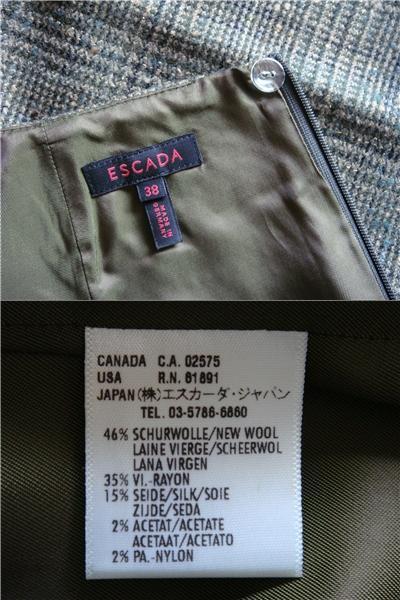 ESCADA
38
MADE IN
GERMANY
CANADA C.A. 02575
USA R.N. 81891
JAPAN (株)エスカーダ・ジャパン
TEL. 03-5786-6860
46% SCHURWOLLE/NEW WOOL
LAINE VIERGE/SCHEERWOL
LANA VIRGEN
35% VI.-RAYON
15% SEIDE/SILK/SOIE
ZIJDE/SEDA
2% ACETAT/ACETATE
ACETAAT/ACETATO
2% PA.-NYLON